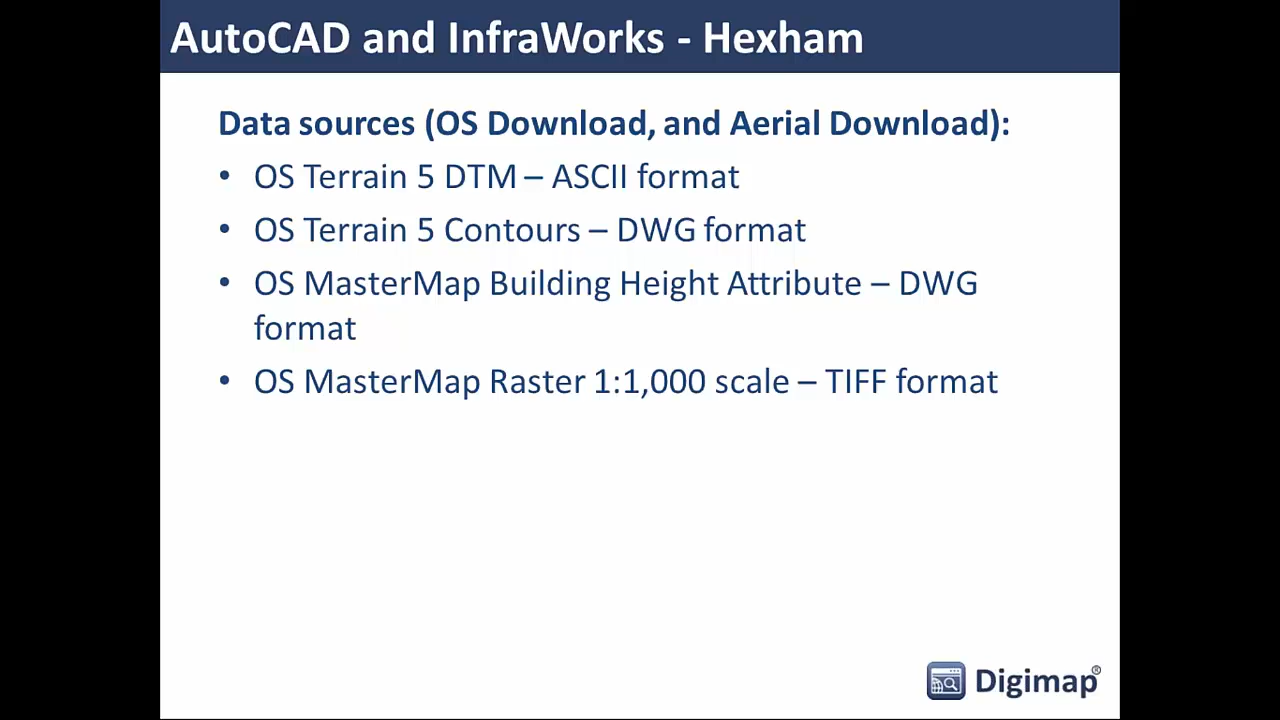 AutoCAD and InfraWorks - Hexham
Data sources (OS Download, and Aerial Download):
• OS Terrain 5 DTM – ASCII format
• OS Terrain 5 Contours – DWG format
• OS MasterMap Building Height Attribute – DWG
format
• OS MasterMap Raster 1:1,000 scale – TIFF format
Digimap®